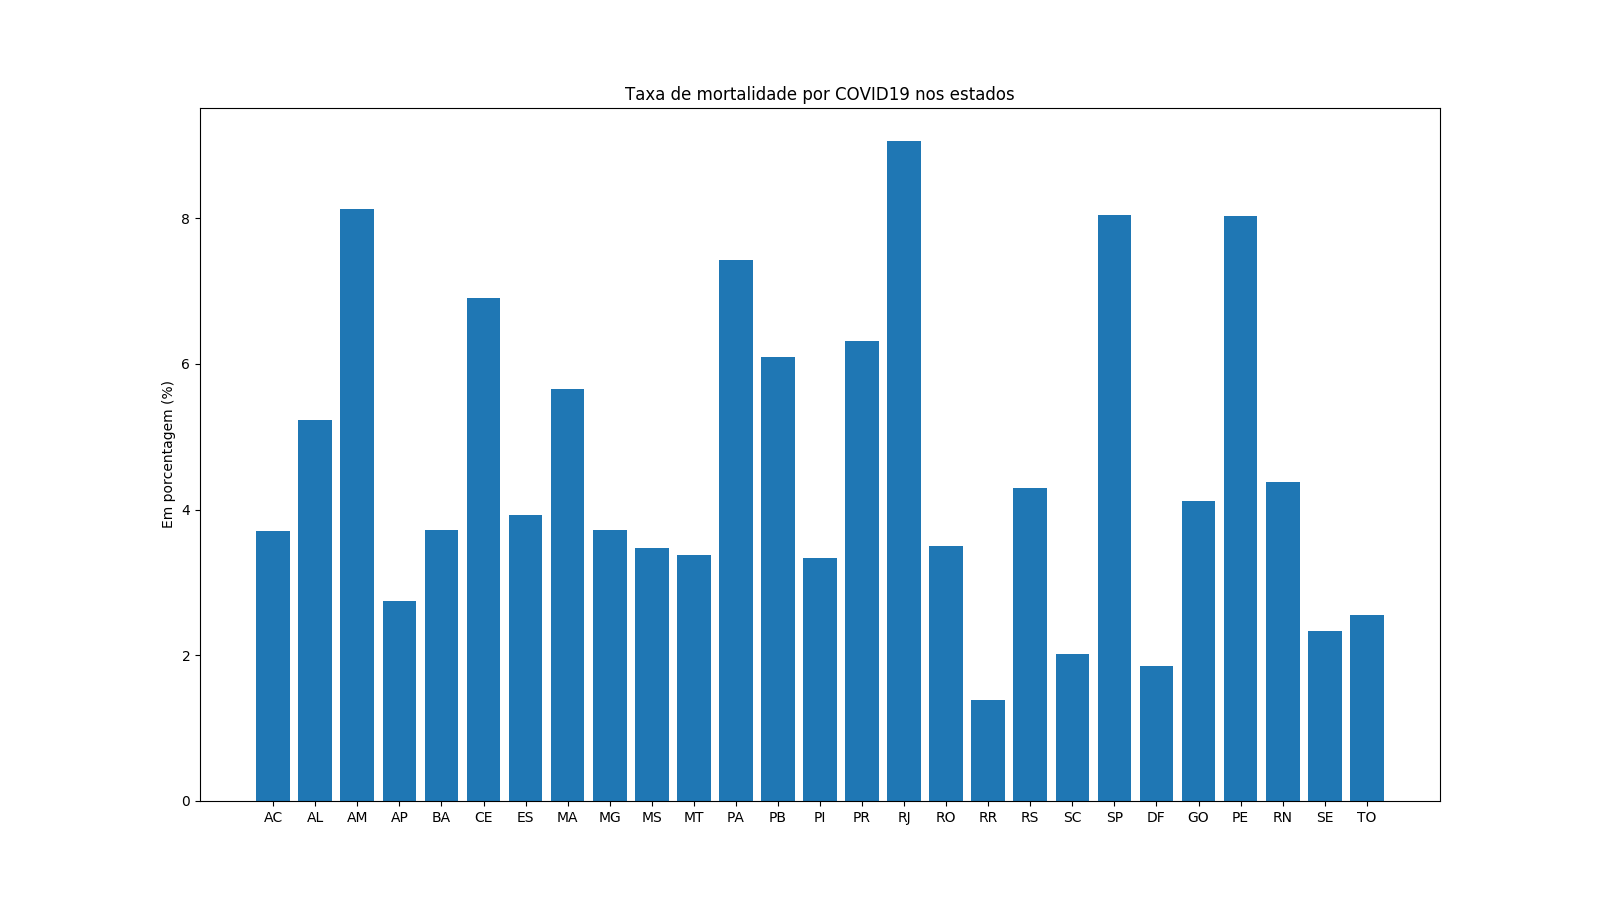 Taxa de mortalidade por COVID19 nos estados
Em porcentagem (%)
8
6
4
2
0
AC AL AM AP BA CE ES MA MG MS MT PA PB PI PR RJ RO RR RS SC SP DF GO PE RN SE TO